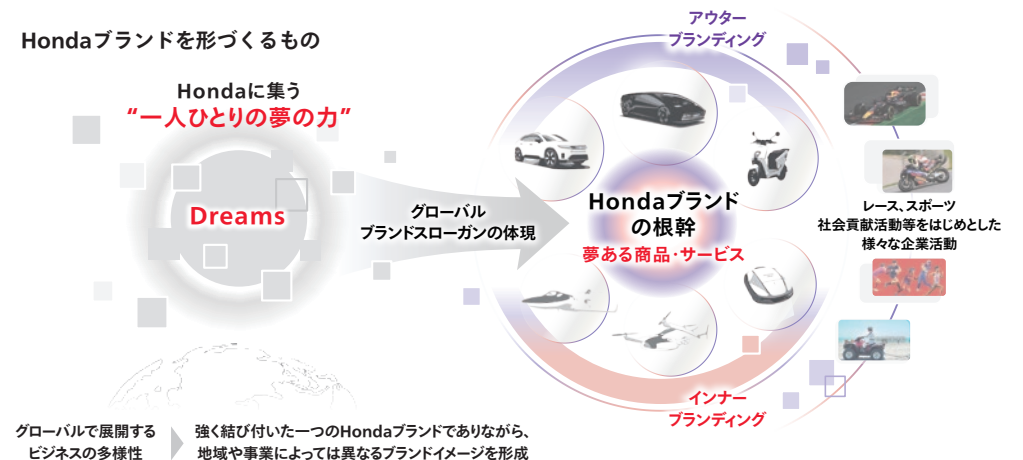 Hondaブランドを形づくるもの
Hondaに集う
“一人ひとりの夢の力”
Dreams
グローバル
ブランドスローガンの体現
アウター
ブランディング
Hondaブランド
の根幹
夢ある商品・サービス
インナー
ブランディング
レース、スポーツ
社会貢献活動等をはじめとした
様々な企業活動
グローバルで展開する
ビジネスの多様性
強く結び付いた一つのHondaブランドでありながら、
地域や事業によっては異なるブランドイメージを形成